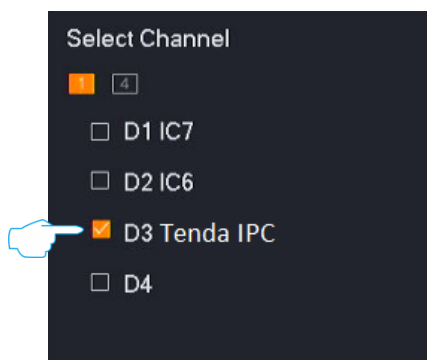 Select Channel
1 4
D1 IC7
D2 IC6
D3 Tenda IPC
D4